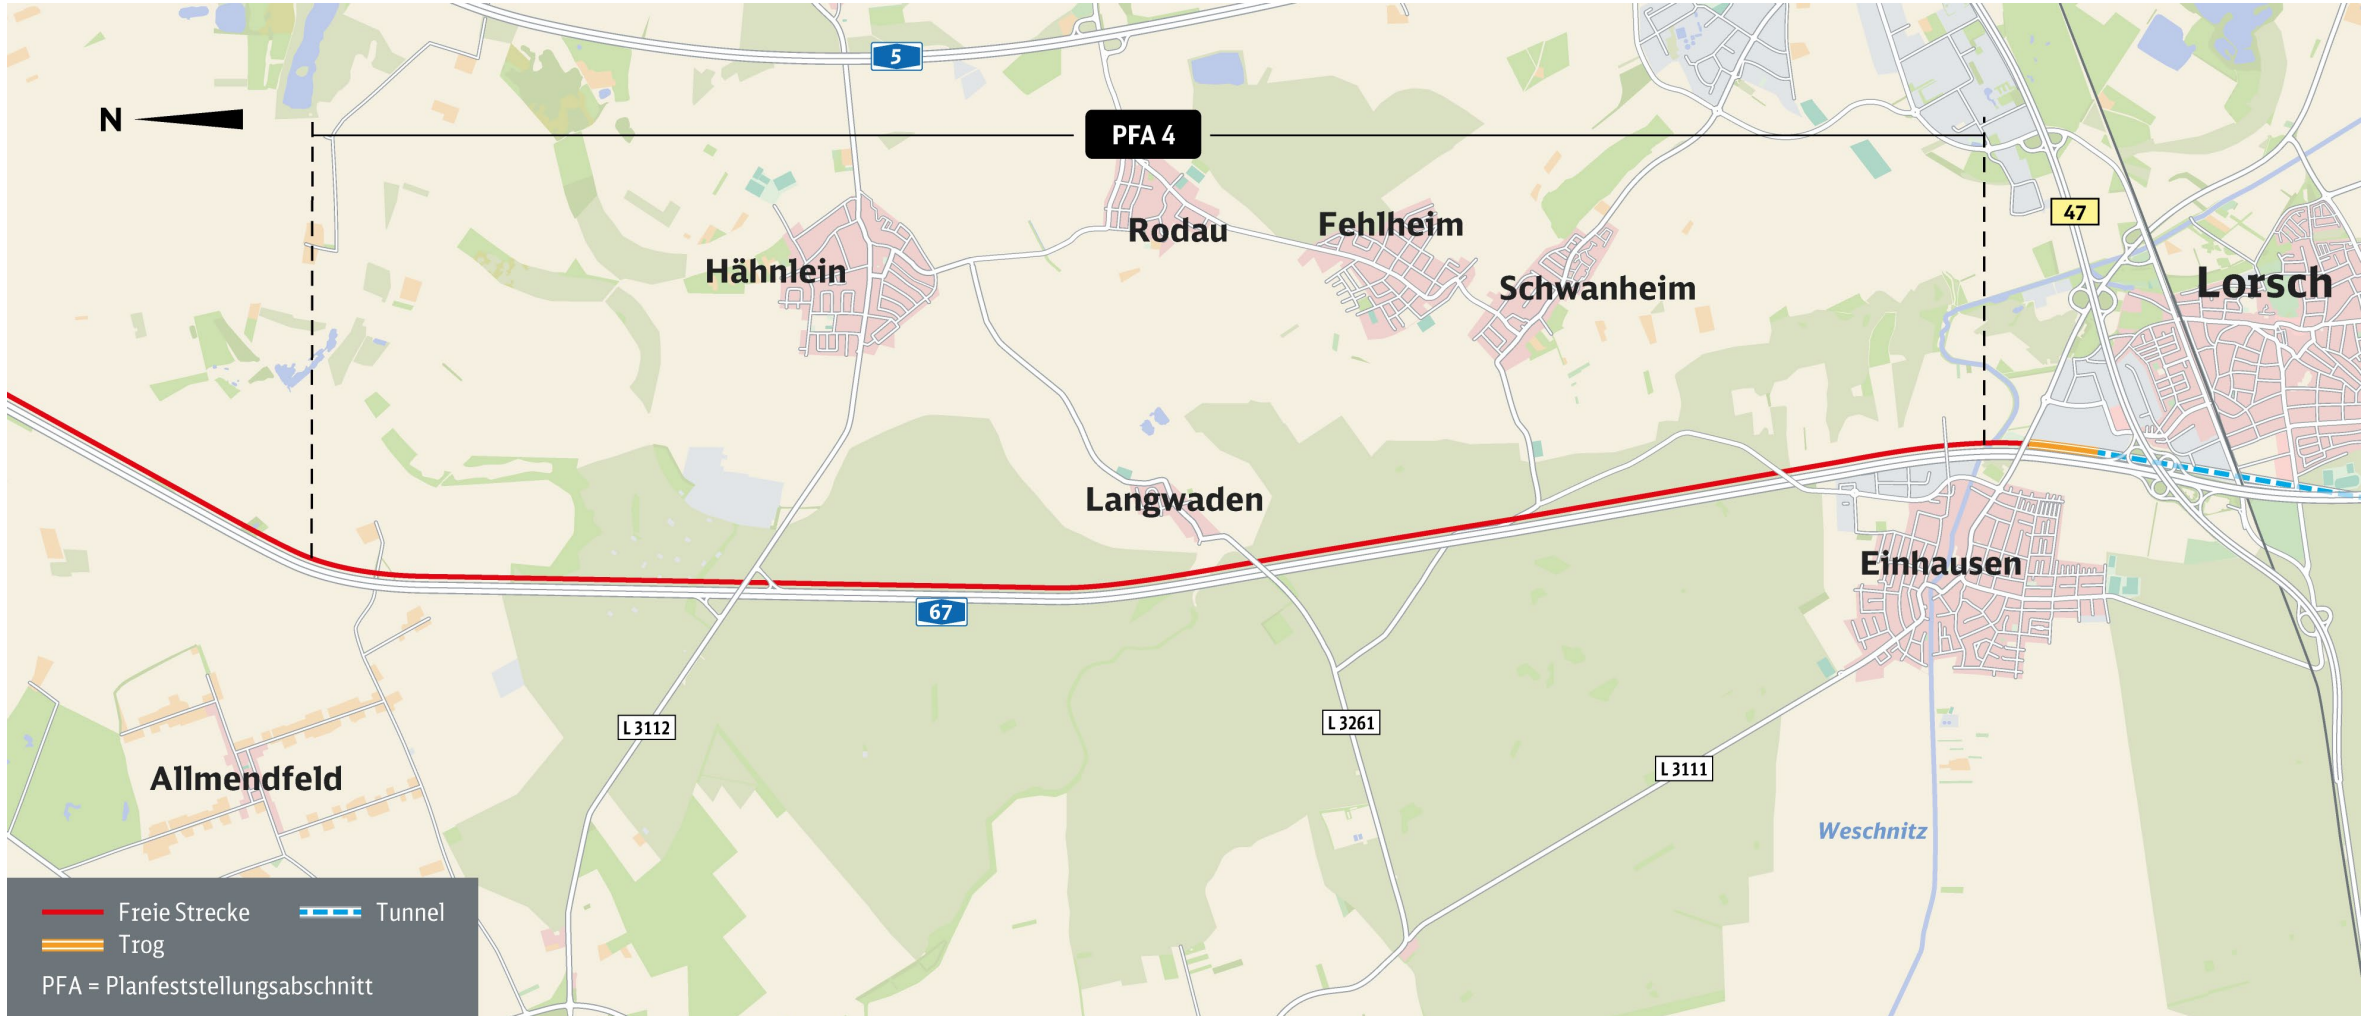 5
N
PFA 4
47
Rodau
Fehlheim
Hähnlein
Schwanheim
Lorsch
Langwaden
Einhausen
67
L 3112
L 3261
L 3111
Allmendfeld
Weschnitz
Freie Strecke
Tunnel
Trog
PFA = Planfeststellungsabschnitt